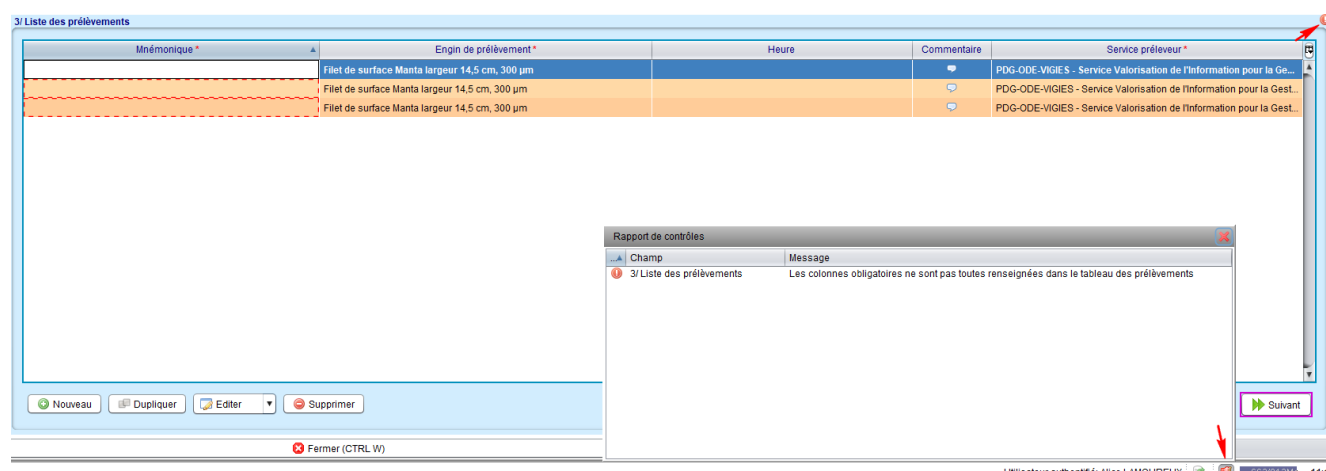 3/ Liste des prélèvements
Mnémonique * Engin de prélèvement * Heure Commentaire Service préleveur *
Filet de surface Manta largeur 14,5 cm, 300 µm PDG-ODE-VIGIES - Service Valorisation de l'Information pour la Ge...
Filet de surface Manta largeur 14,5 cm, 300 µm PDG-ODE-VIGIES - Service Valorisation de l'Information pour la Gest...
Filet de surface Manta largeur 14,5 cm, 300 µm PDG-ODE-VIGIES - Service Valorisation de l'Information pour la Gest...
Rapport de contrôles
... Champ Message
3/ Liste des prélèvements Les colonnes obligatoires ne sont pas toutes renseignées dans le tableau des prélèvements
Nouveau Dupliquer Editer Supprimer Suivant
Fermer (CTRL W)